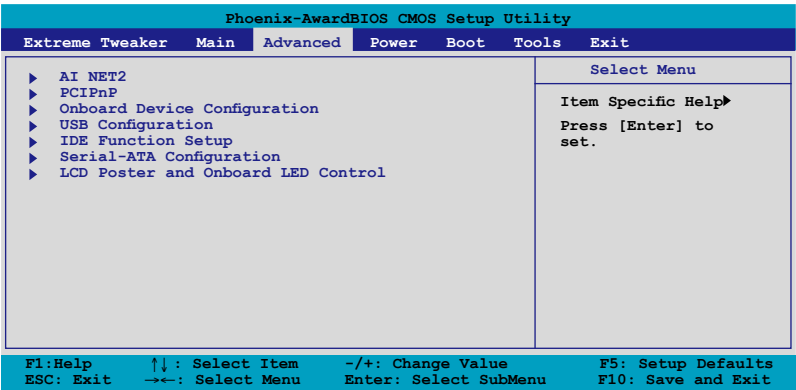 Phoenix-AwardBIOS CMOS Setup Utility
Extreme Tweaker Main Advanced Power Boot Tools Exit
AI NET2
PCIPnP
Onboard Device Configuration
USB Configuration
IDE Function Setup
Serial-ATA Configuration
LCD Poster and Onboard LED Control
Select Menu
Item Specific Help
Press [Enter] to
set.
F1:Help ↑↓: Select Item -/+: Change Value F5: Setup Defaults
ESC: Exit →←: Select Menu Enter: Select SubMenu F10: Save and Exit